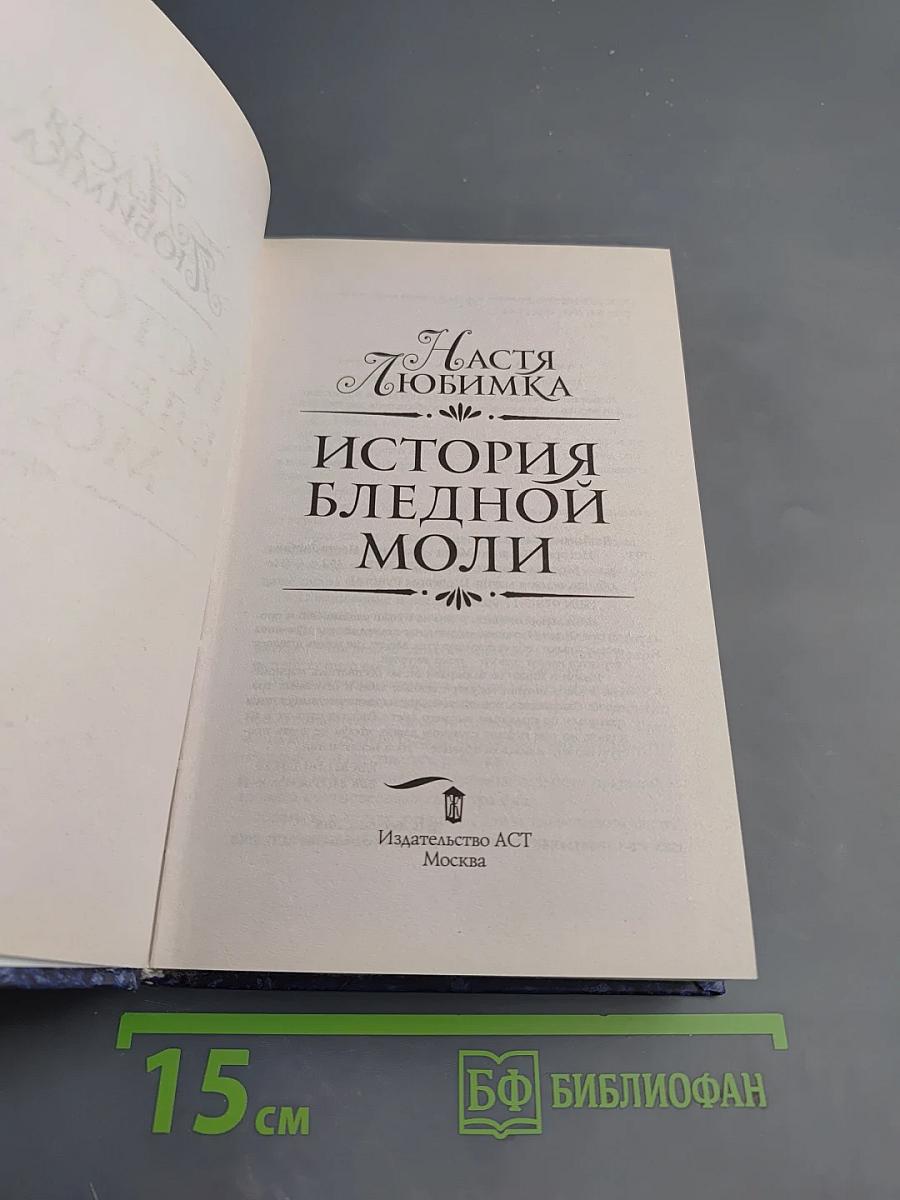 Настя
Любимка
ИСТОРИЯ
БЛЕДНОЙ
МОЛИ
Издательство АСТ
Москва
15 см
БФ БИБЛИОФАН